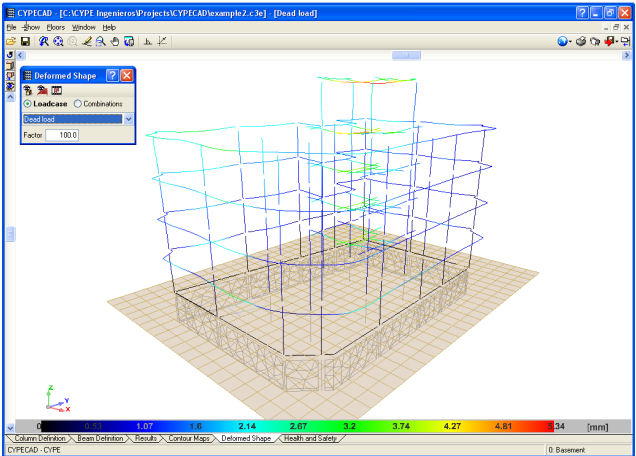 CYPECAD - [C:\CYPE Ingenieros\Projects\CYPECAD\example2.c3e] - [Dead load]
File -Show Floors Window Help
Deformed Shape
Loadcase Combinations
Dead load
Factor 100.0
Z
Y
X
0 0.53 1.07 1.6 2.14 2.67 3.2 3.74 4.27 4.81 5.34 [mm]
Column Definition Beam Definition Results Contour Maps Deformed Shape Health and Safety
CYPECAD - CYPE 0: Basement